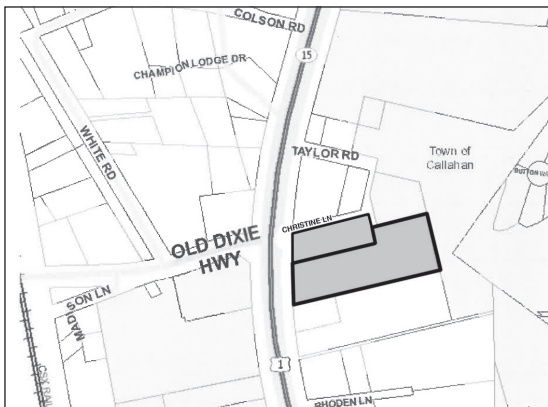 COLSON RD
15
CHAMPION LODGE DR
WHITE RD
TAYLOR RD
Town of
Callahan
CHRISTINE LN
OLD DIXIE
HWY
MADISON LN
1
RHODEN LN